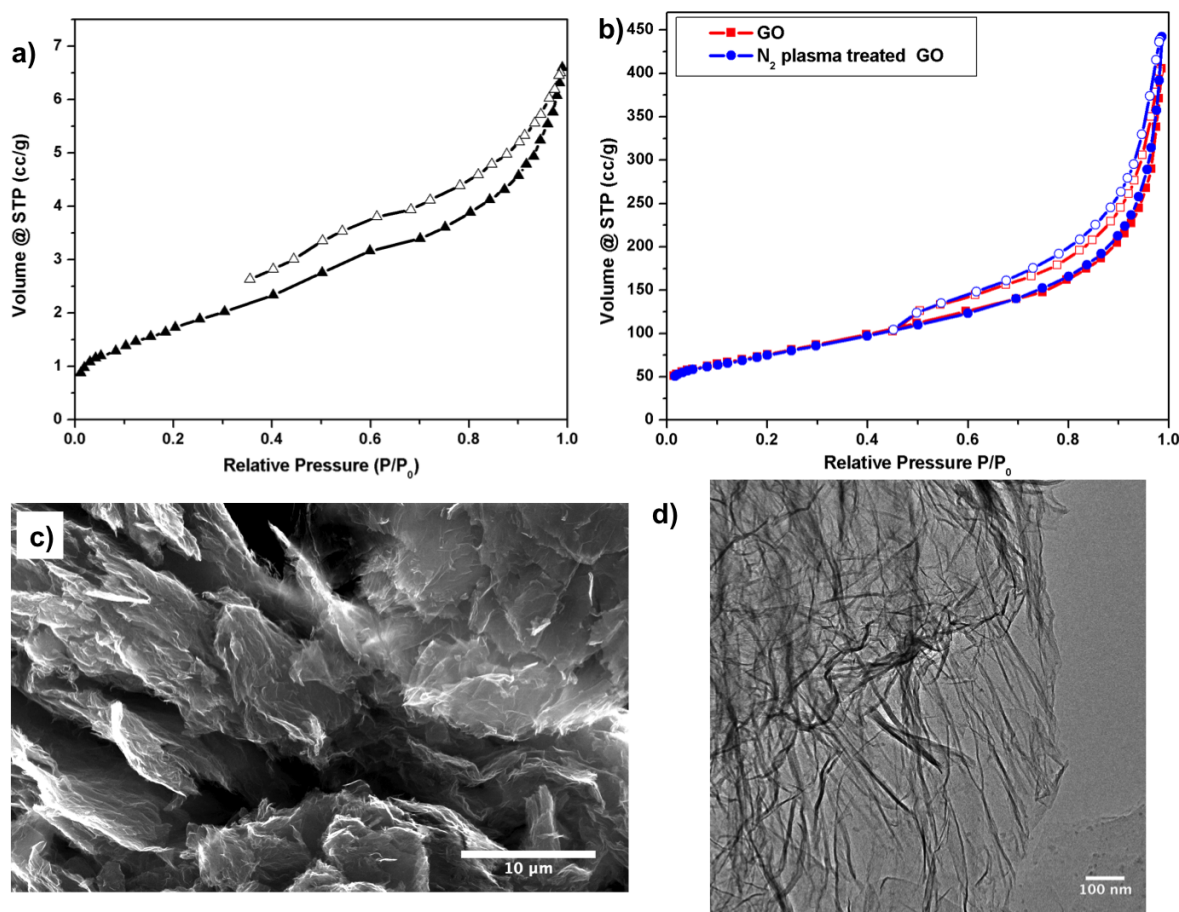 a)
7
6
5
4
3
2
1
0
0.0 0.2 0.4 0.6 0.8 1.0
Volume @ STP (cc/g)
Relative Pressure (P/P0)
b)
GO
N2 plasma treated GO
450
400
350
300
250
200
150
100
50
0
0.0 0.2 0.4 0.6 0.8 1.0
Volume @ STP (cc/g)
Relative Pressure P/P0
c)
10 µm
d)
100 nm